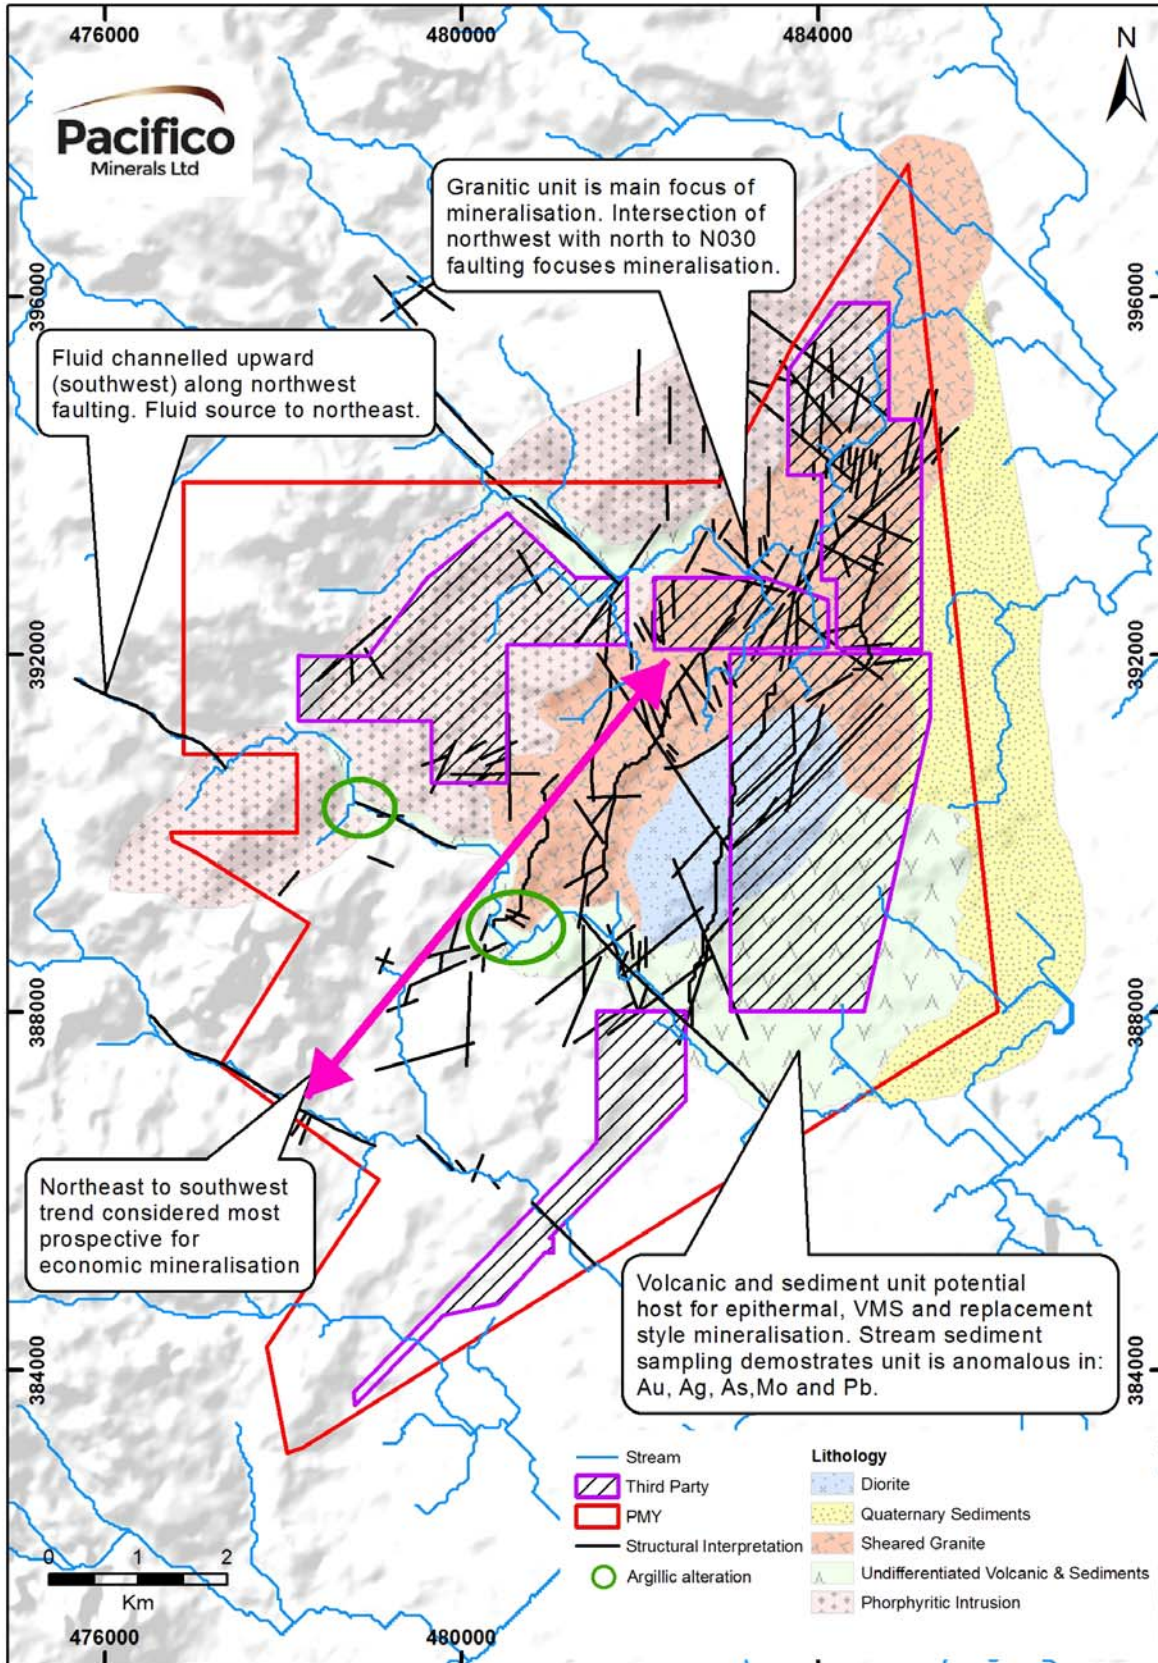 476000
480000
484000
N
Pacifico
Minerals Ltd
Granitic unit is main focus of
mineralisation. Intersection of
northwest with north to N030
faulting focuses mineralisation.
396000
396000
Fluid channelled upward
(southwest) along northwest
faulting. Fluid source to northeast.
392000
392000
388000
388000
Northeast to southwest
trend considered most
prospective for
economic mineralisation
Volcanic and sediment unit potential
host for epithermal, VMS and replacement
style mineralisation. Stream sediment
sampling demostrates unit is anomalous in:
Au, Ag, As,Mo and Pb.
384000
384000
Stream
Third Party
PMY
Structural Interpretation
Argillic alteration
Lithology
Diorite
Quaternary Sediments
Sheared Granite
Undifferentiated Volcanic & Sediments
Phorphyritic Intrusion
0 1 2
Km
476000
480000